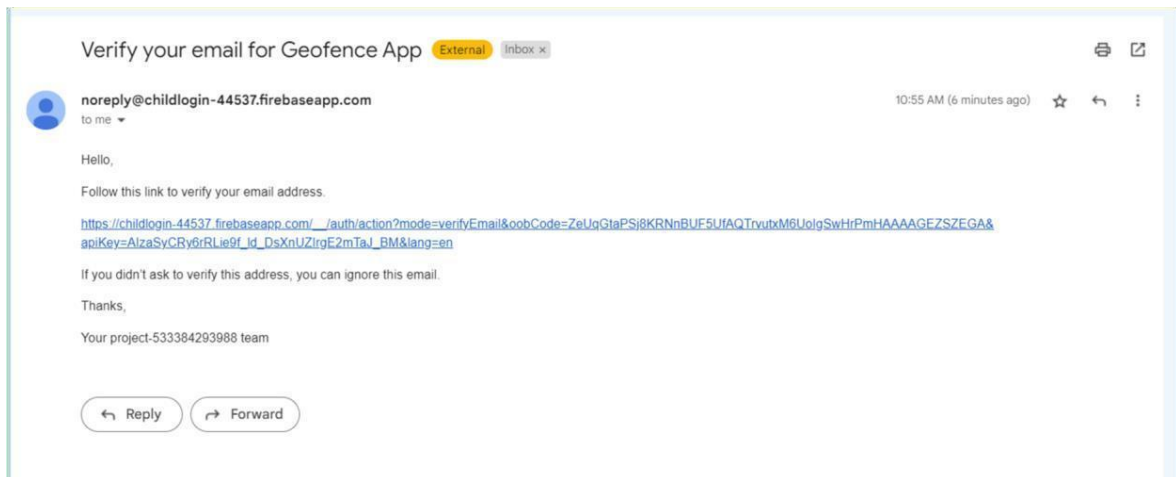 Verify your email for Geofence App External Inbox ×
noreply@childlogin-44537.firebaseapp.com 10:55 AM (6 minutes ago)
to me
Hello,
Follow this link to verify your email address.
https://childlogin-44537.firebaseapp.com/__/auth/action?mode=verifyEmail&oobCode=ZeUqGtaPSj8KRNnBUF5UfAQTrvutxM6UolgSwHrPmHAAAAGEZSZEGA&
apiKey=AIzaSyCRy6rRLie9f_ld_DsXnUZlrgE2mTaJ_BM&lang=en
If you didn't ask to verify this address, you can ignore this email.
Thanks,
Your project-533384293988 team
Reply Forward